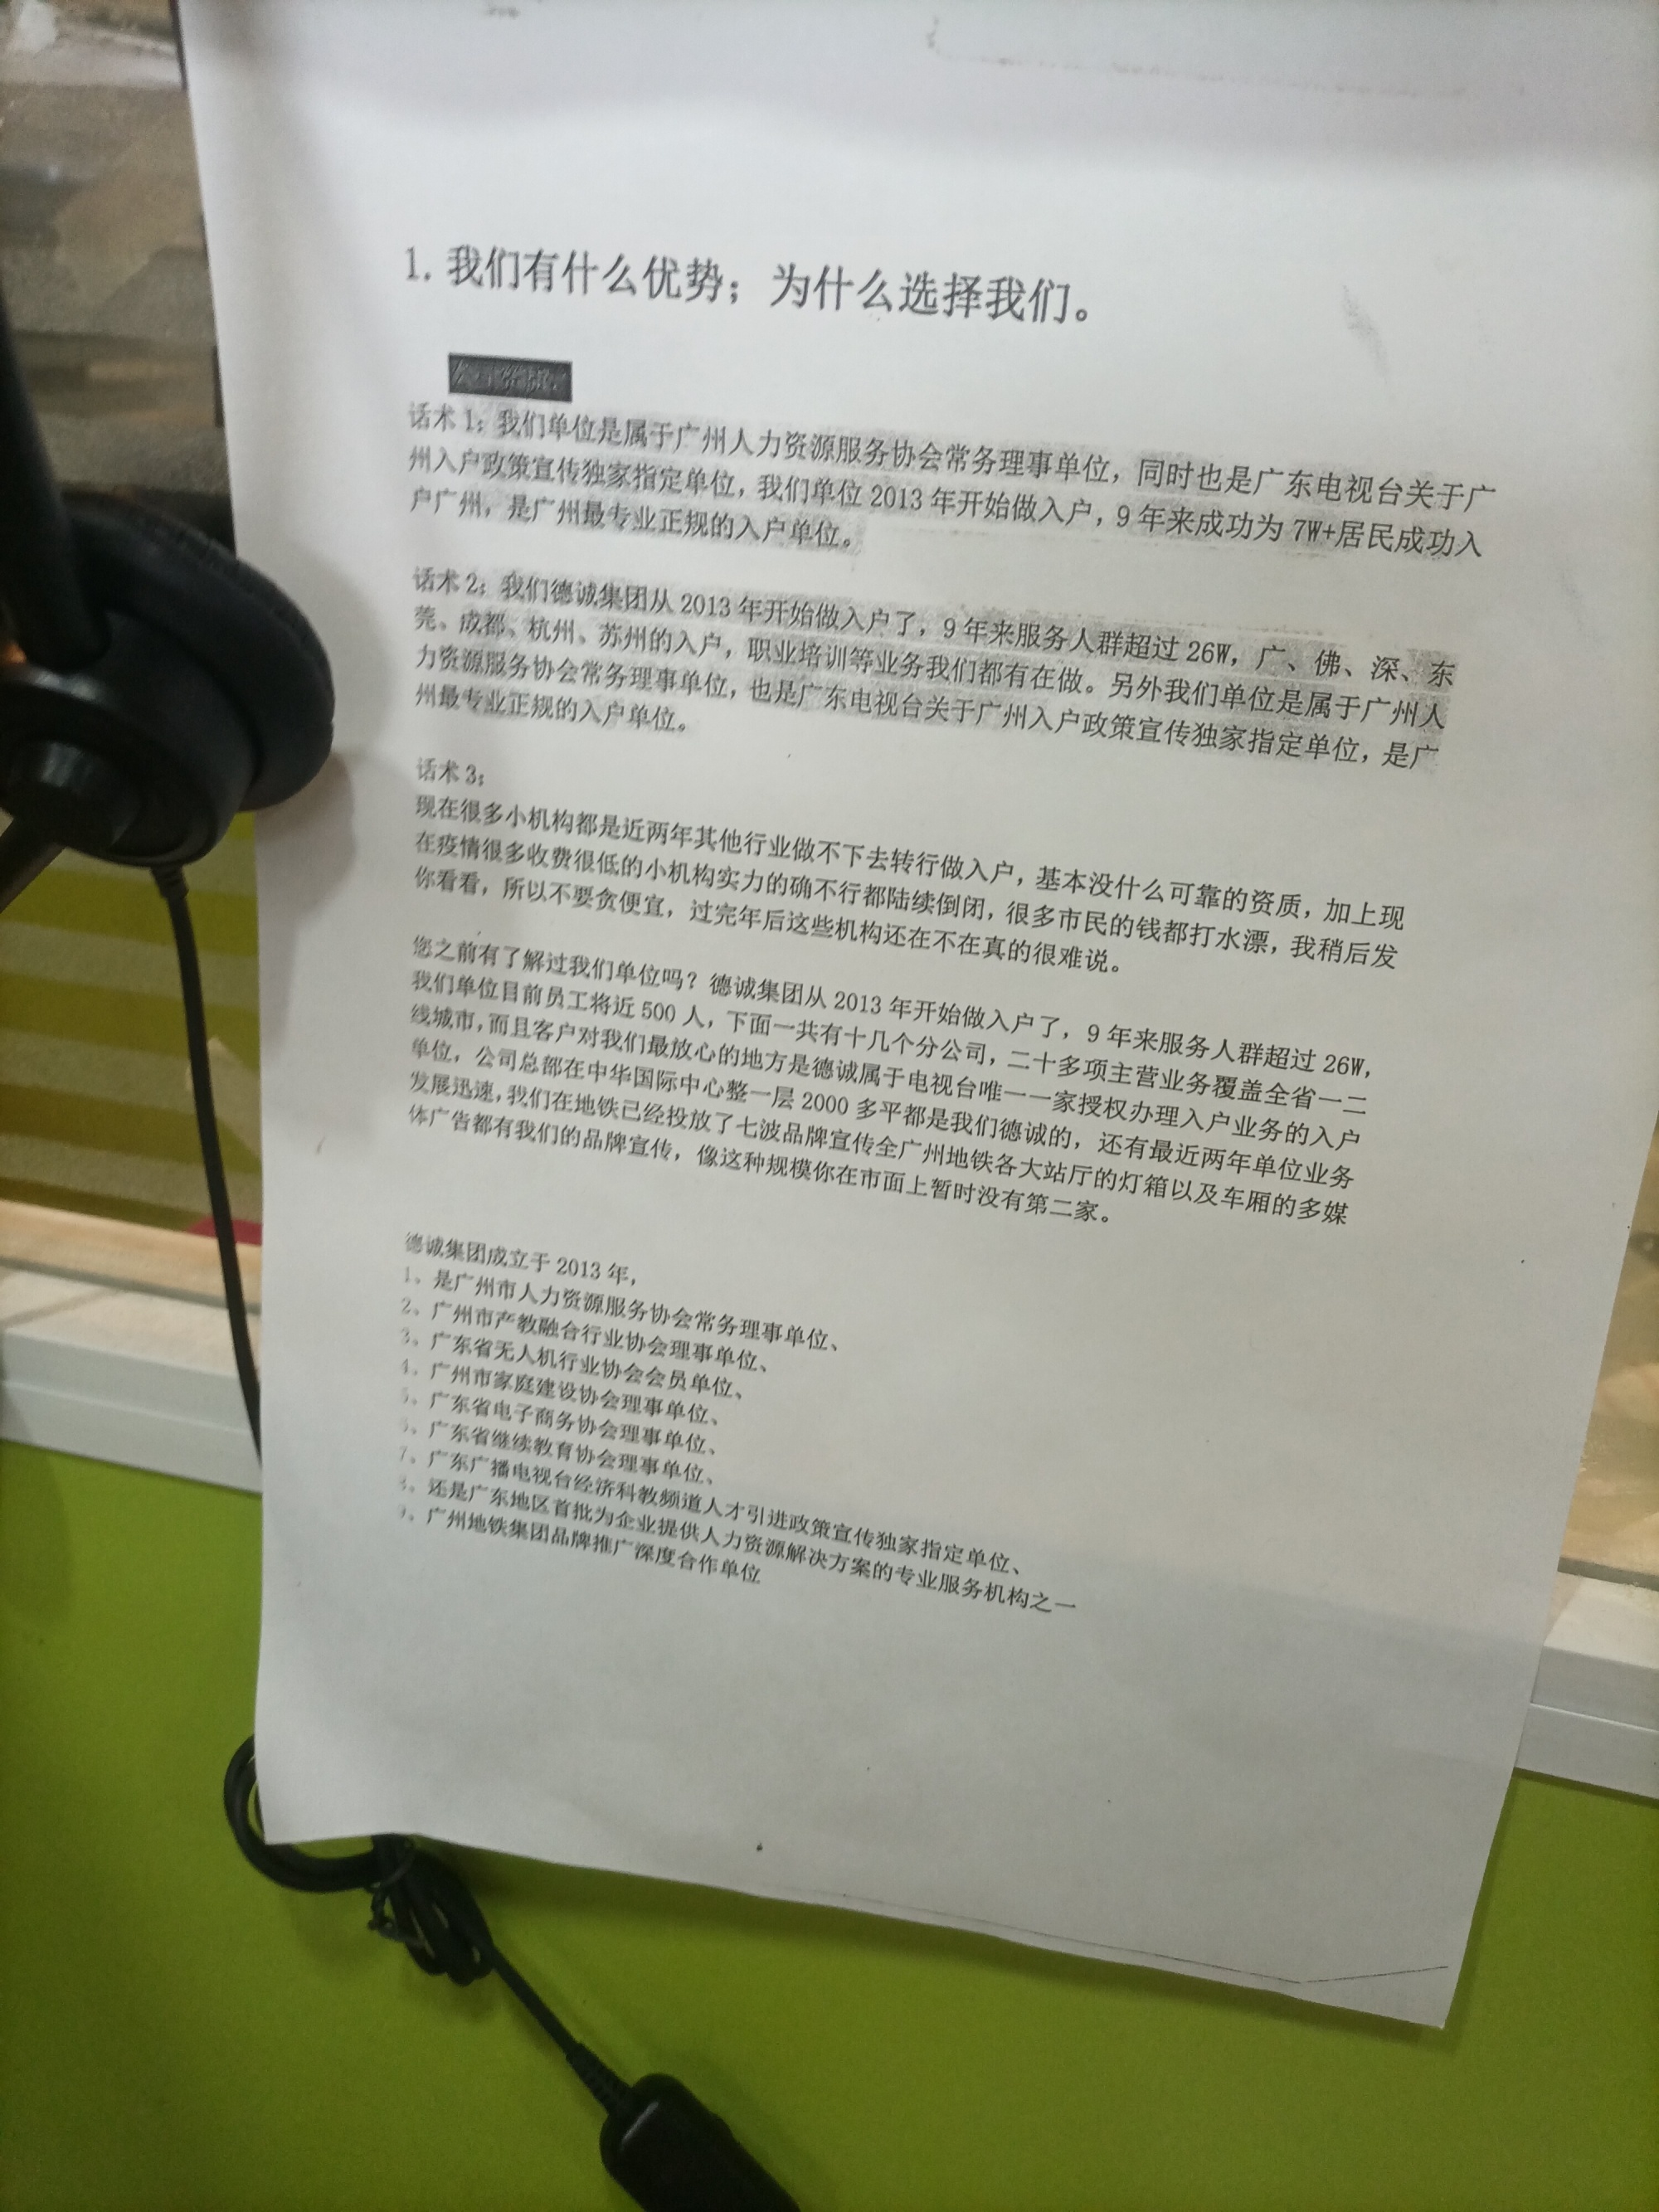 1. 我们有什么优势；为什么选择我们。
话术 1：我们单位是属于广州人力资源服务协会常务理事单位，同时也是广东电视台关于广
州入户政策宣传独家指定单位，我们单位 2013 年开始做入户，9 年来成功为 7W+居民成功入
户广州，是广州最专业正规的入户单位。
话术 2：我们德诚集团从 2013 年开始做入户了，9 年来服务人群超过 26W，广、佛、深、东
莞、成都、杭州、苏州的入户，职业培训等业务我们都有在做。另外我们单位是属于广州人
力资源服务协会常务理事单位，也是广东电视台关于广州入户政策宣传独家指定单位，是广
州最专业正规的入户单位。
话术 3：
现在很多小机构都是近两年其他行业做不下去转行做入户，基本没什么可靠的资质，加上现
在疫情很多收费很低的小机构实力的确不行都陆续倒闭，很多市民的钱都打水漂，我稍后发
你看看，所以不要贪便宜，过完年后这些机构还在不在真的很难说。
您之前有了解过我们单位吗？德诚集团从 2013 年开始做入户了，9 年来服务人群超过 26W，
我们单位目前员工将近 500 人，下面一共有十几个分公司，二十多项主营业务覆盖全省一二
线城市，而且客户对我们最放心的地方是德诚属于电视台唯一一家授权办理入户业务的入户
单位，公司总部在中华国际中心整一层 2000 多平都是我们德诚的，还有最近两年单位业务
发展迅速，我们在地铁已经投放了七波品牌宣传全广州地铁各大站厅的灯箱以及车厢的多媒
体广告都有我们的品牌宣传，像这种规模你在市面上暂时没有第二家。
德诚集团成立于 2013 年，
1、是广州市人力资源服务协会常务理事单位、
2、广州市产教融合行业协会理事单位、
3、广东省无人机行业协会会员单位、
4、广州市家庭建设协会理事单位、
5、广东省电子商务协会理事单位、
6、广东省继续教育协会理事单位、
7、广东广播电视台经济科教频道人才引进政策宣传独家指定单位、
8、还是广东地区首批为企业提供人力资源解决方案的专业服务机构之一
9、广州地铁集团品牌推广深度合作单位